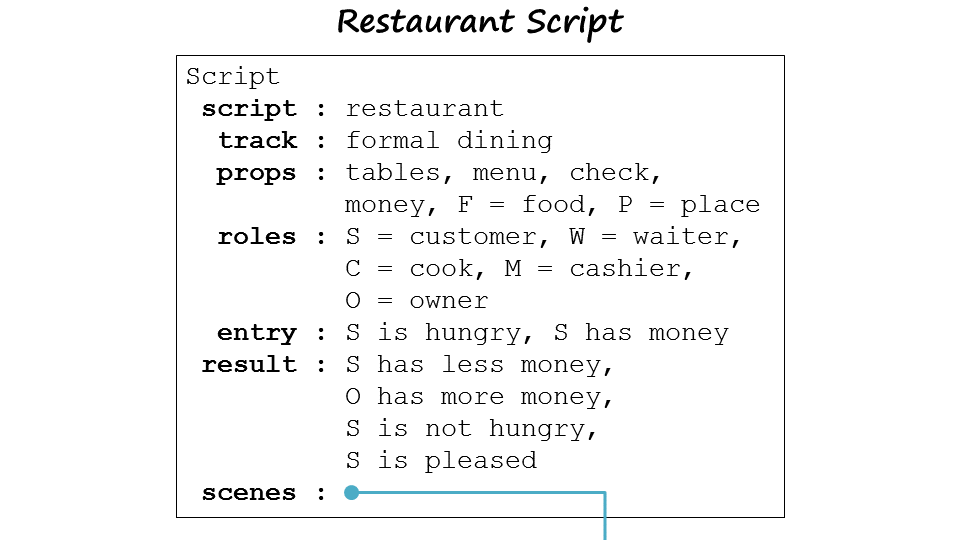 Restaurant Script
Script
script : restaurant
track : formal dining
props : tables, menu, check,
money, F = food, P = place
roles : S = customer, W = waiter,
C = cook, M = cashier,
O = owner
entry : S is hungry, S has money
result : S has less money,
O has more money,
S is not hungry,
S is pleased
scenes :